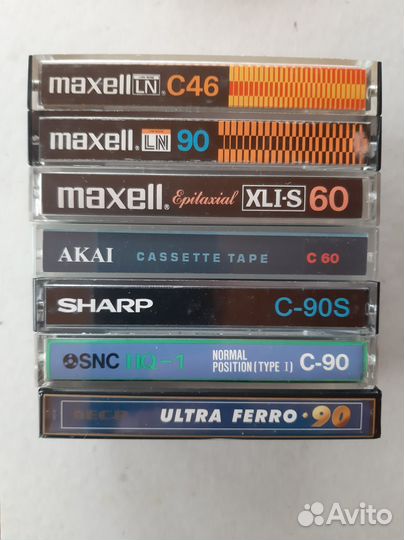 maxell LN C46
maxell LN 90
maxell Epitaxial XLI-S 60
AKAI CASSETTE TAPE C 60
SHARP C-90S
SNC HQ-1 NORMAL POSITION (TYPE I) C-90
ULTRA FERRO • 90
Avito